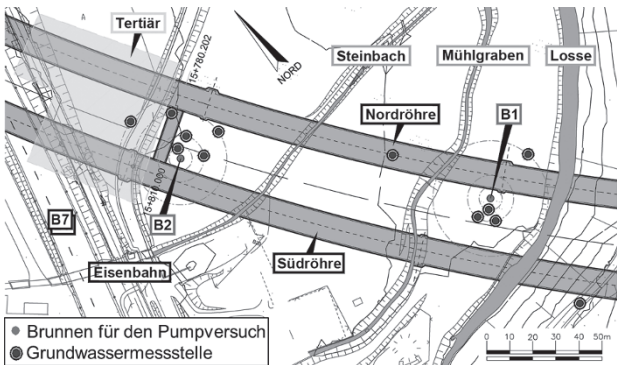 Tertiär
15+780.202
NORD
Steinbach
Mühlgraben
Losse
Nordröhre
B1
15+810.000
B7
B2
Eisenbahn
Südröhre
Brunnen für den Pumpversuch
Grundwassermessstelle
0 10 20 30 40 50m